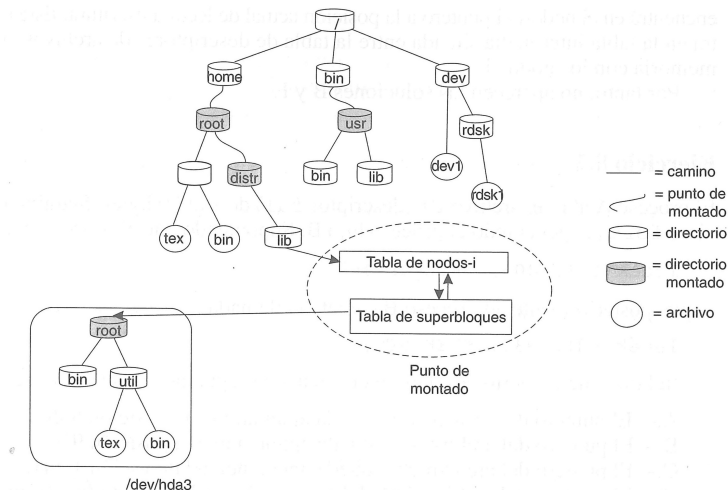 home
bin
dev
root
usr
rdsk
distr
bin
lib
dev1
rdsk1
tex
bin
lib
Tabla de nodos-i
Tabla de superbloques
Punto de
montado
= camino
= punto de
montado
= directorio
= directorio
montado
= archivo
root
bin
util
tex
bin
/dev/hda3